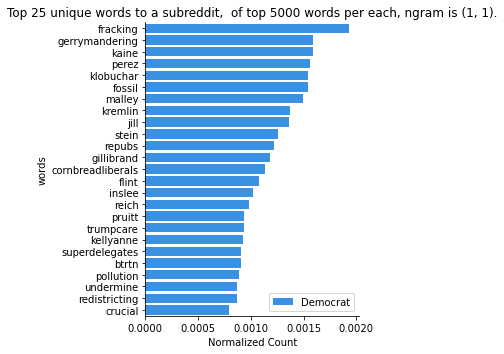 Top 25 unique words to a subreddit,  of top 5000 words per each, ngram is (1, 1).
fracking
gerrymandering
kaine
perez
klobuchar
fossil
malley
kremlin
jill
stein
repubs
gillibrand
cornbreadliberals
flint
inslee
reich
pruitt
trumpcare
kellyanne
superdelegates
btrtn
pollution
undermine
redistricting
crucial
words
Democrat
0.0000 0.0005 0.0010 0.0015 0.0020
Normalized Count